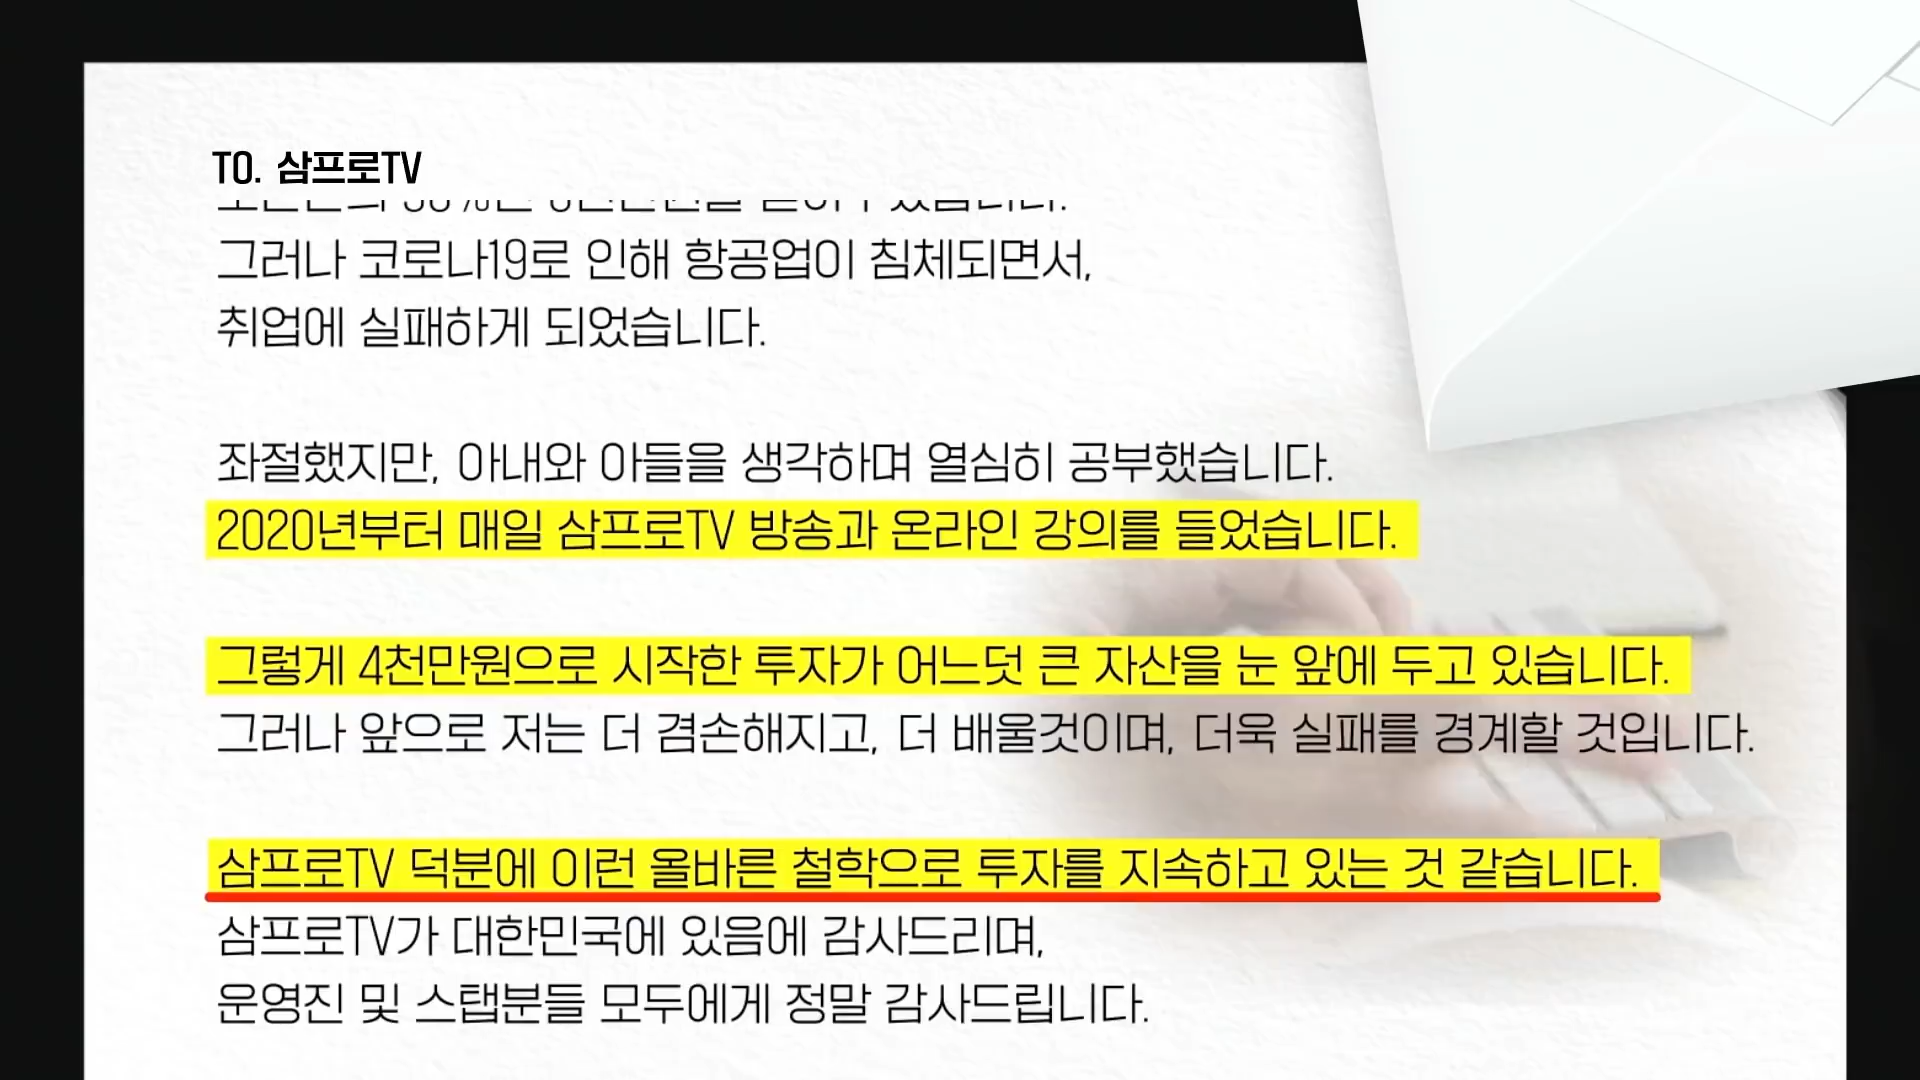 TO. 삼프로TV
그러나 코로나19로 인해 항공업이 침체되면서,
취업에 실패하게 되었습니다.
좌절했지만, 아내와 아들을 생각하며 열심히 공부했습니다.
2020년부터 매일 삼프로TV 방송과 온라인 강의를 들었습니다.
그렇게 4천만원으로 시작한 투자가 어느덧 큰 자산을 눈 앞에 두고 있습니다.
그러나 앞으로 저는 더 겸손해지고, 더 배울것이며, 더욱 실패를 경계할 것입니다.
삼프로TV 덕분에 이런 올바른 철학으로 투자를 지속하고 있는 것 같습니다.
삼프로TV가 대한민국에 있음에 감사드리며,
운영진 및 스탭분들 모두에게 정말 감사드립니다.